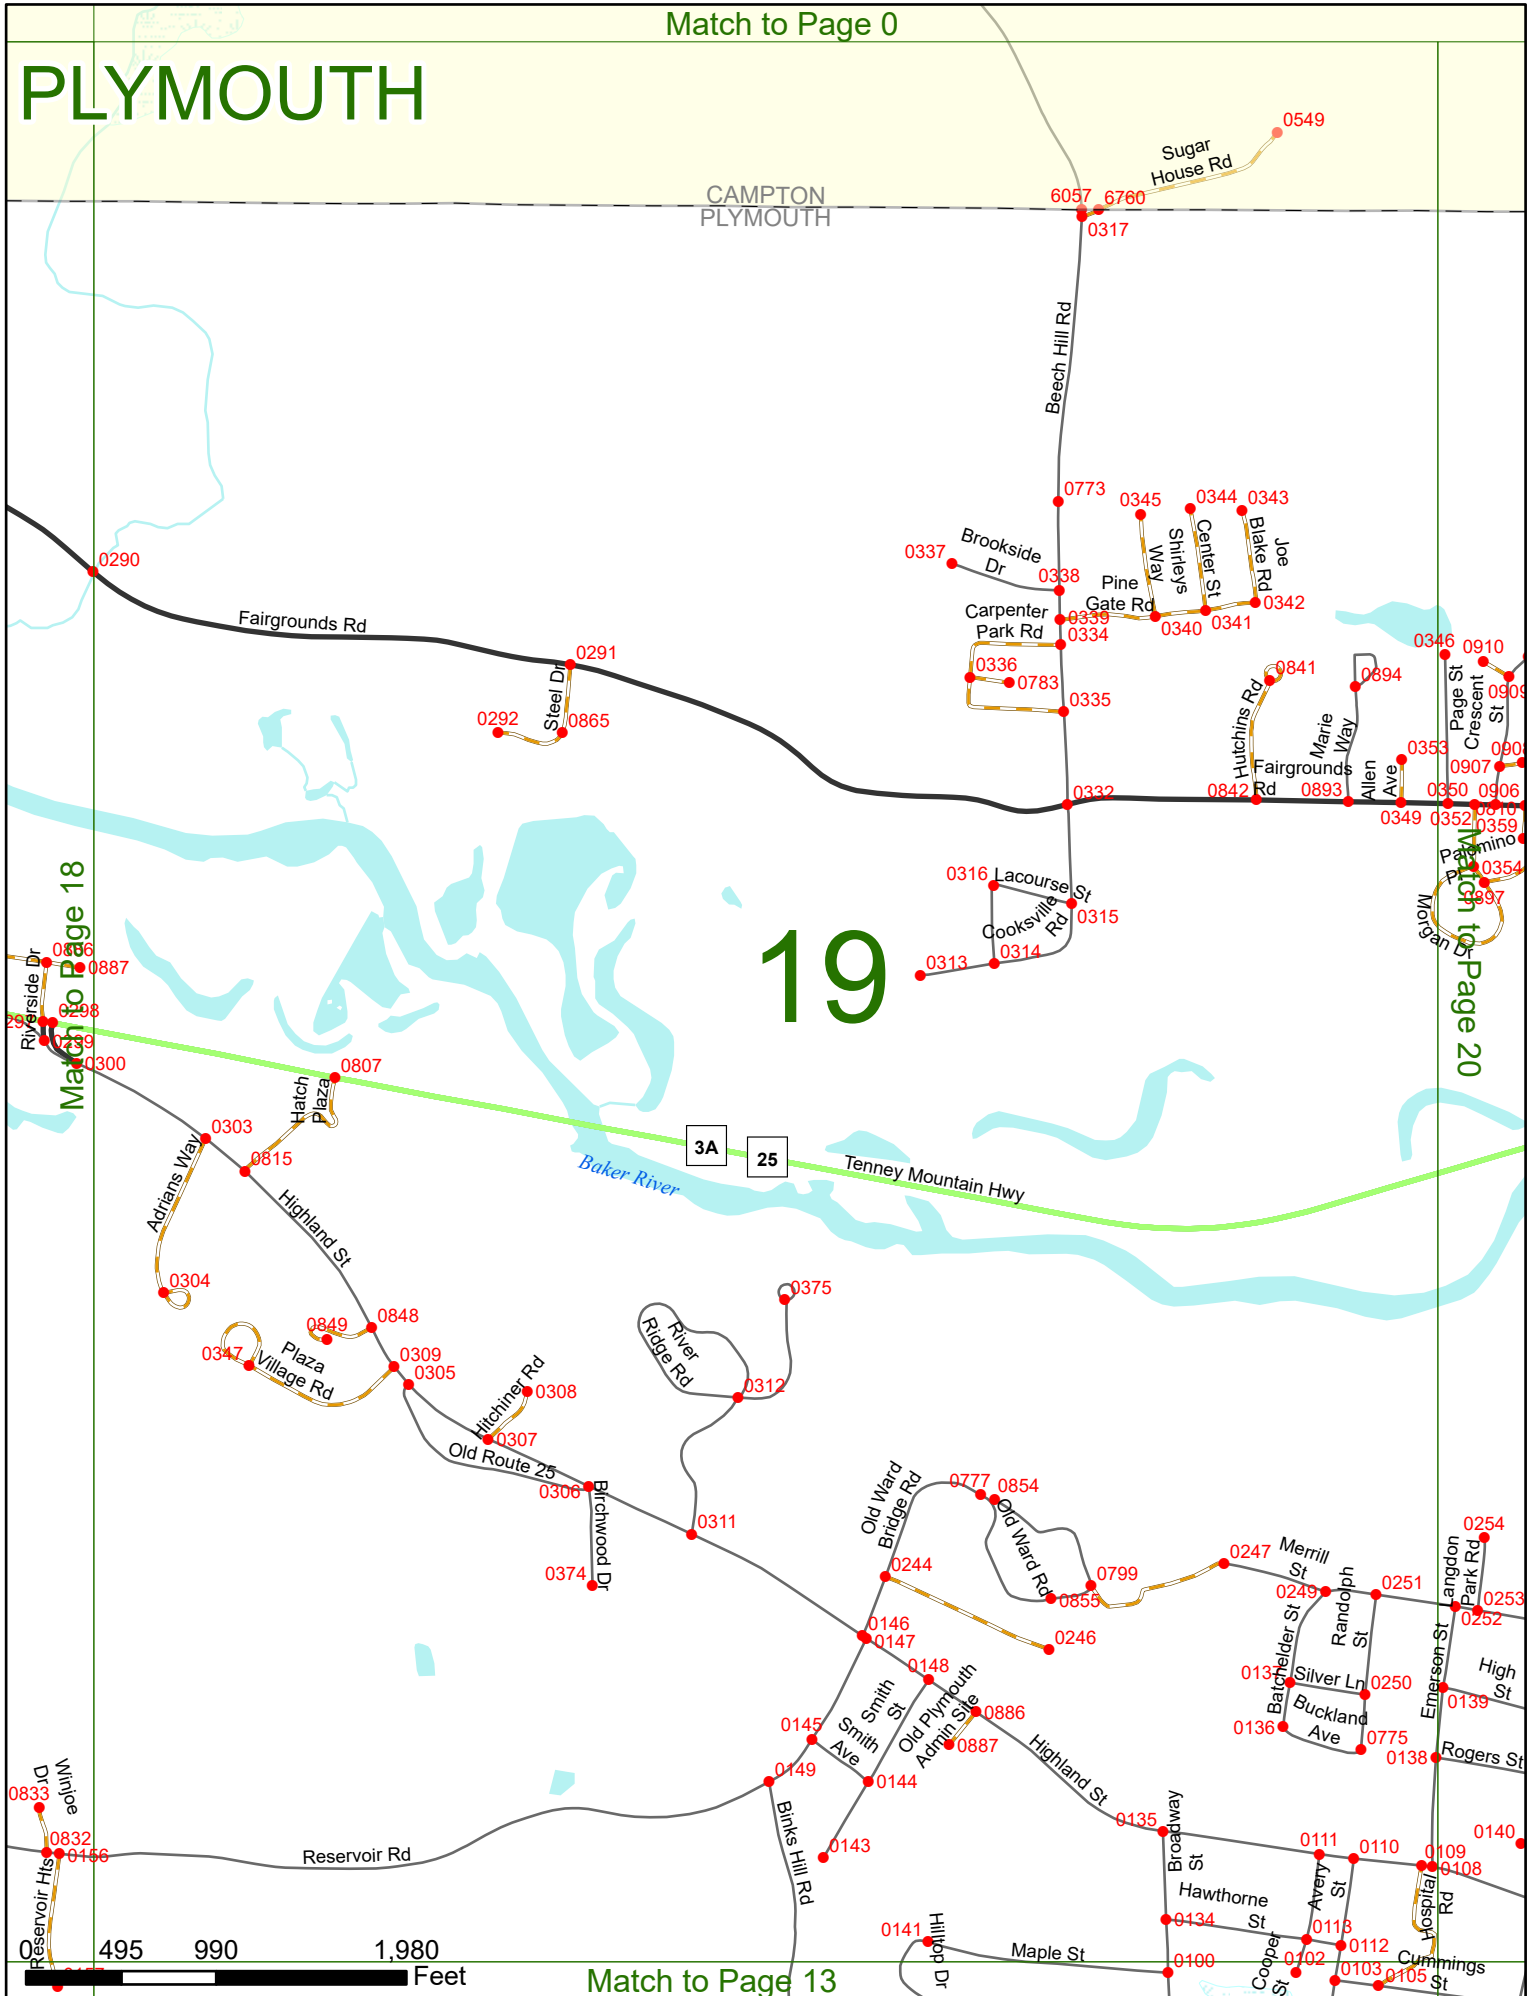 Match to Page 0
PLYMOUTH
0549
Sugar
House Rd
CAMPTON
PLYMOUTH
6057
6760
0317
Beech Hill Rd
0773
0345
0344
0343
Shirleys
Way
Center St
Joe
Blake Rd
0290
0337
Brookside
Dr
0338
Pine
Gate Rd
0342
Fairgrounds Rd
Carpenter
Park Rd
0339
0340
0341
0334
0291
0346
0910
0336
0783
0841
0894
0909
Steel Dr
0335
Hutchins Rd
Marie
Way
Page St
Crescent
St
0292
0865
0353
0908
0907
Fairgrounds
Rd
Allen
Ave
0332
0842
0893
0349
0350
0352
0906
0810
0359
Palomino
Pl
0354
0897
Morgan Dr
Match to Page 18
Match to Page 20
0316
Lacourse St
Cooksville
Rd
0315
19
0313
0314
Riverside Dr
0887
0298
0299
0300
0807
Hatch
Plaza
0303
0815
3A
25
Baker River
Tenney Mountain Hwy
Adrians Way
Highland St
0304
0375
0849
0848
River
Ridge Rd
0347
Plaza
Village Rd
0309
0305
0312
Hitchiner Rd
0308
0307
Old Route 25
0306
Birchwood Dr
Old Ward
Bridge Rd
0777
0854
0311
Old Ward Rd
0254
0374
0244
0799
0247
Merrill
St
Langdon
Park Rd
0855
0249
Randolph
St
0251
0253
0252
0146
0147
0246
Batchelder St
Emerson St
0148
0137
Silver Ln
0250
High
St
0139
Smith
St
Old Plymouth
Admin Site
0886
Buckland
Ave
0145
Smith
Ave
0887
0136
0775
0138
Rogers St
Winjoe
Dr
0149
0144
Highland St
0833
Binks Hill Rd
0135
Broadway
St
0140
0832
0156
Reservoir Rd
0143
0111
0110
0109
0108
Reservoir Hts
Hawthorne
St
Avery
St
Hospital
Rd
0134
0113
0112
0141
Hilltop Dr
Maple St
0100
Cooper
St
0102
0103
0105
Cummings
St
0
495
990
1,980
Feet
Match to Page 13